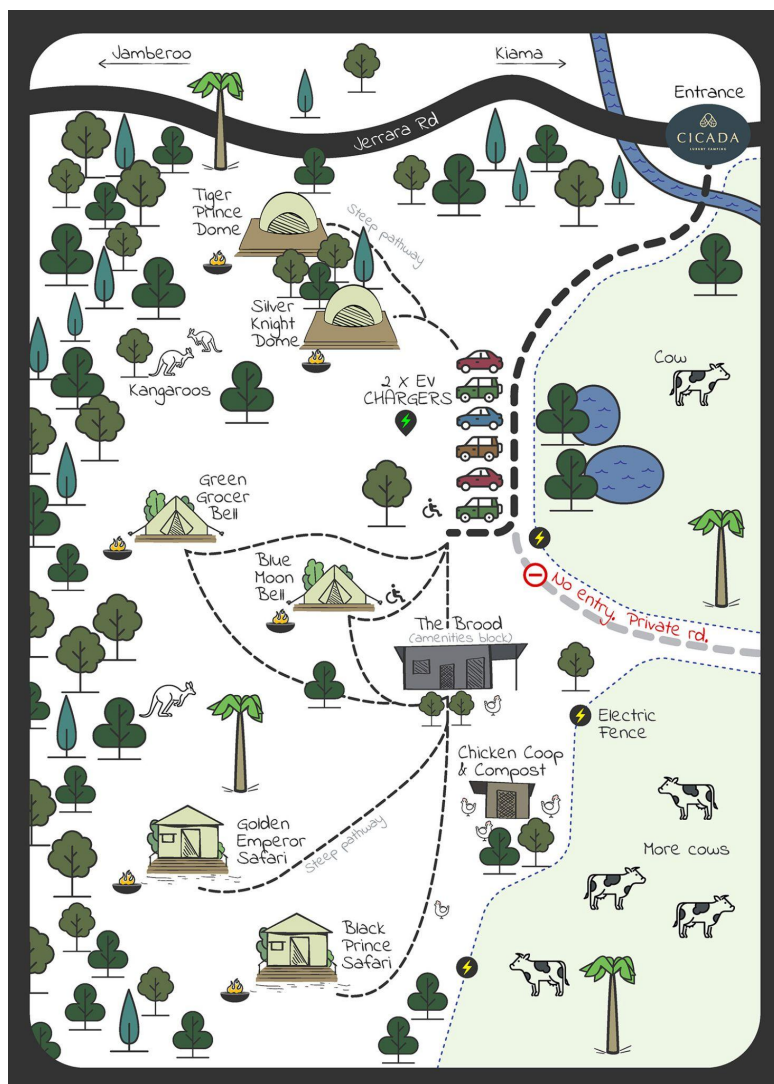 Jamberoo
Kiama
Entrance
CICADA
LUXURY CAMPING
Jerrara Rd
Tiger
Prince
Dome
Steep pathway
Silver
Knight
Dome
Kangaroos
2 x EV
CHARGERS
Cow
Green
Grocer
Bell
Blue
Moon
Bell
No entry. Private rd.
The Brood
(amenities block)
Electric
Fence
Chicken Coop
& Compost
Golden
Emperor
Safari
Steep pathway
More cows
Black
Prince
Safari